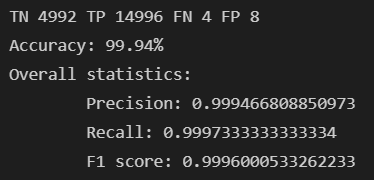 TN 4992 TP 14996 FN 4 FP 8
Accuracy: 99.94%
Overall statistics:
Precision: 0.999466808850973
Recall: 0.9997333333333334
F1 score: 0.9996000533262233